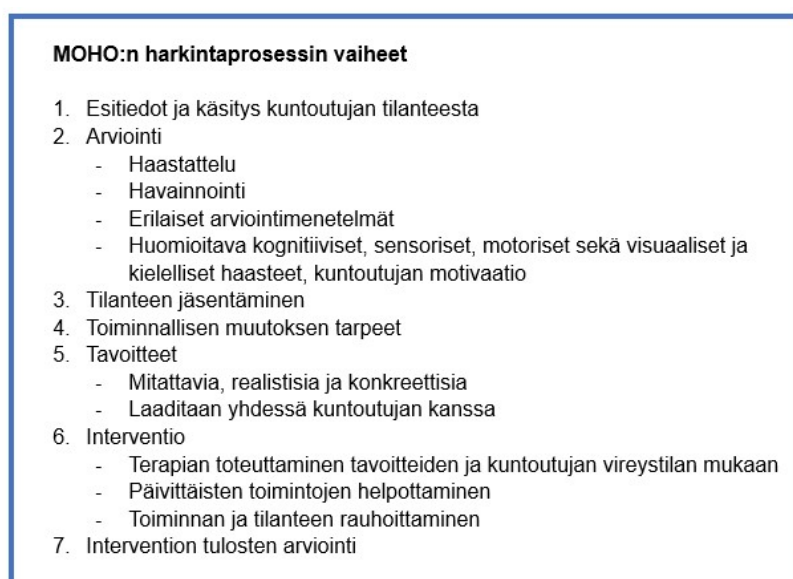 MOHO:n harkintaprosessin vaiheet
1. Esitiedot ja käsitys kuntoutujan tilanteesta
2. Arviointi
- Haastattelu
- Havainnointi
- Erilaiset arviointimenetelmät
- Huomioitava kognitiiviset, sensoriset, motoriset sekä visuaaliset ja
kielelliset haasteet, kuntoutujan motivaatio
3. Tilanteen jäsentäminen
4. Toiminnallisen muutoksen tarpeet
5. Tavoitteet
- Mitattavia, realistisia ja konkreettisia
- Laaditaan yhdessä kuntoutujan kanssa
6. Interventio
- Terapian toteuttaminen tavoitteiden ja kuntoutujan vireystilan mukaan
- Päivittäisten toimintojen helpottaminen
- Toiminnan ja tilanteen rauhoittaminen
7. Intervention tulosten arviointi